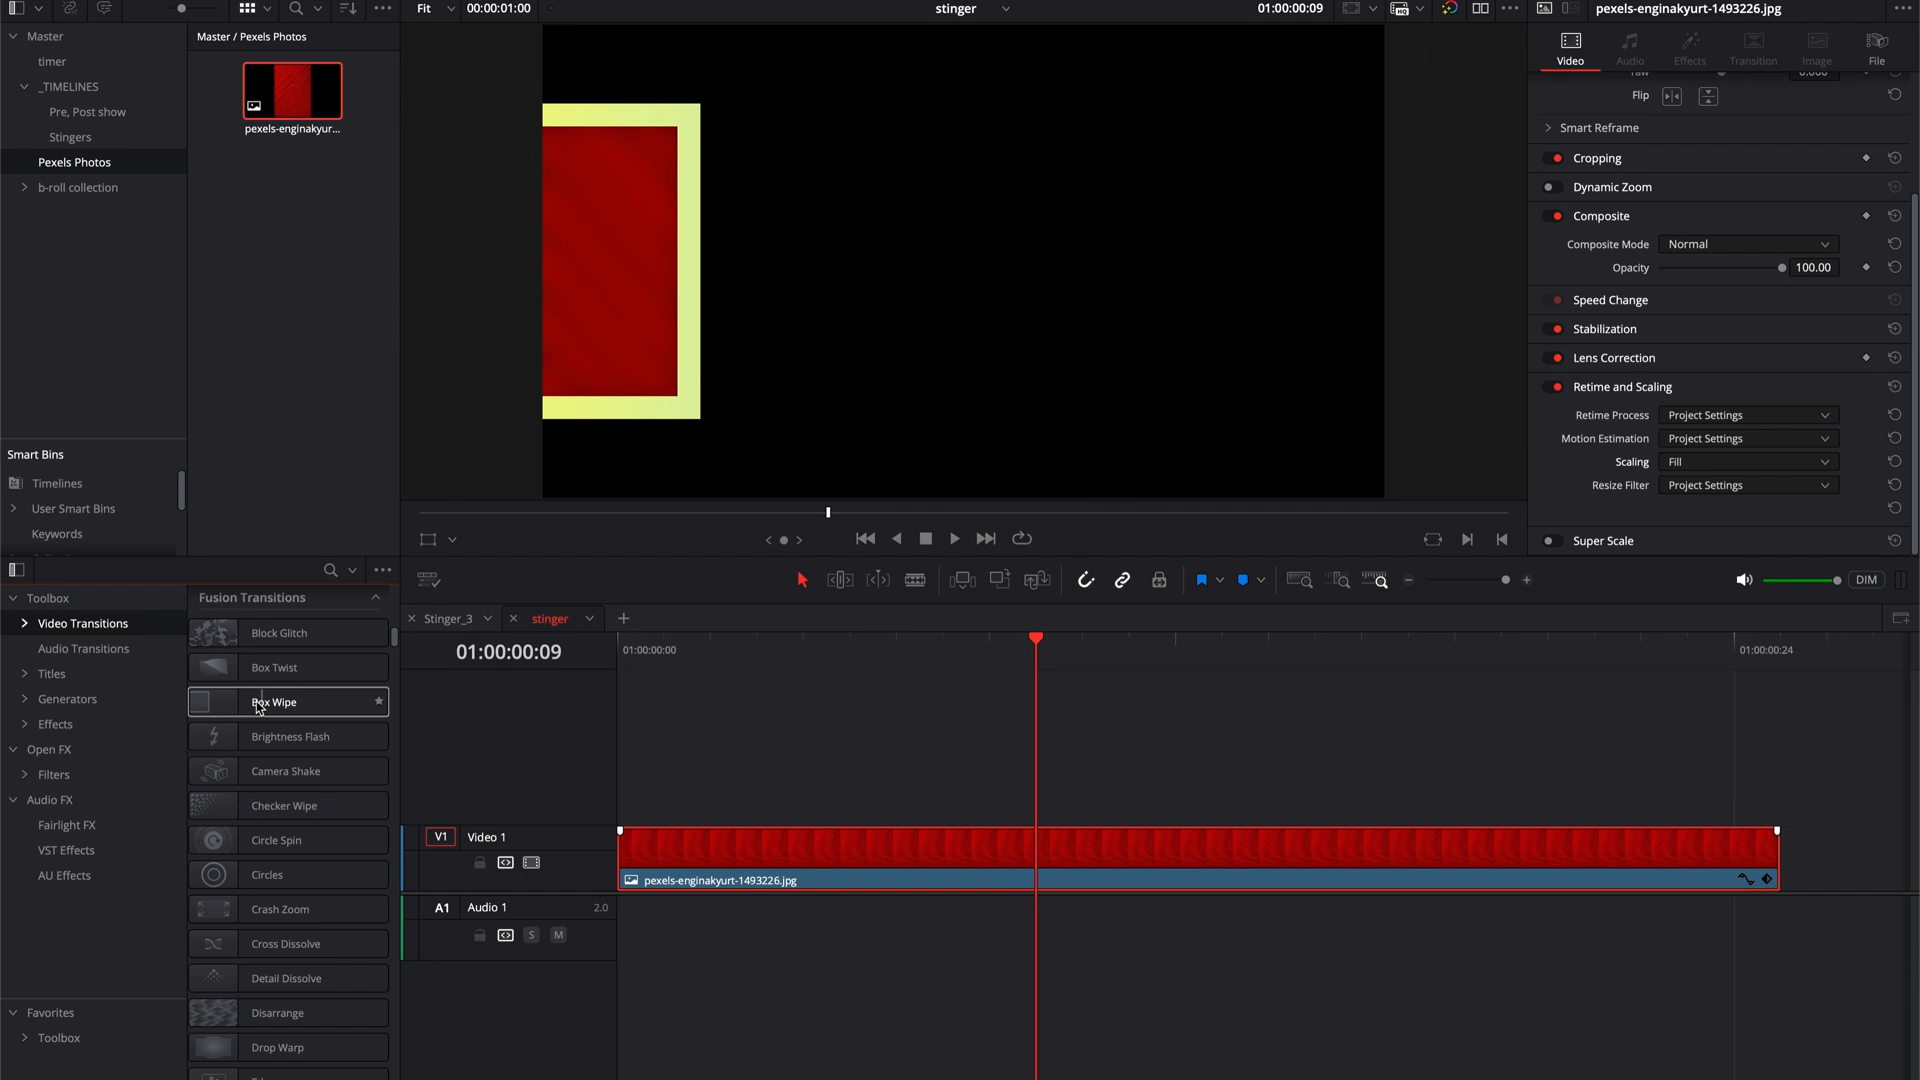 Fit
00:00:01:00
stinger
01:00:00:09
pexels-enginakyurt-1493226.jpg
Master
Master / Pexels Photos
timer
_TIMELINES
Pre, Post show
Stingers
Pexels Photos
b-roll collection
pexels-enginakyur...
Video
Audio
Effects
Transition
Image
File
Flip
Smart Reframe
Cropping
Dynamic Zoom
Composite
Composite Mode
Normal
Opacity
100.00
Speed Change
Stabilization
Lens Correction
Retime and Scaling
Retime Process
Project Settings
Motion Estimation
Project Settings
Scaling
Fill
Resize Filter
Project Settings
Super Scale
Smart Bins
Timelines
User Smart Bins
Keywords
DIM
Toolbox
Video Transitions
Audio Transitions
Titles
Generators
Effects
Open FX
Filters
Audio FX
Fairlight FX
VST Effects
AU Effects
Favorites
Toolbox
Fusion Transitions
Block Glitch
Box Twist
Box Wipe
Brightness Flash
Camera Shake
Checker Wipe
Circle Spin
Circles
Crash Zoom
Cross Dissolve
Detail Dissolve
Disarrange
Drop Warp
Stinger_3
stinger
01:00:00:09
01:00:00:00
01:00:00:24
V1
Video 1
pexels-enginakyurt-1493226.jpg
A1
Audio 1
2.0
S
M